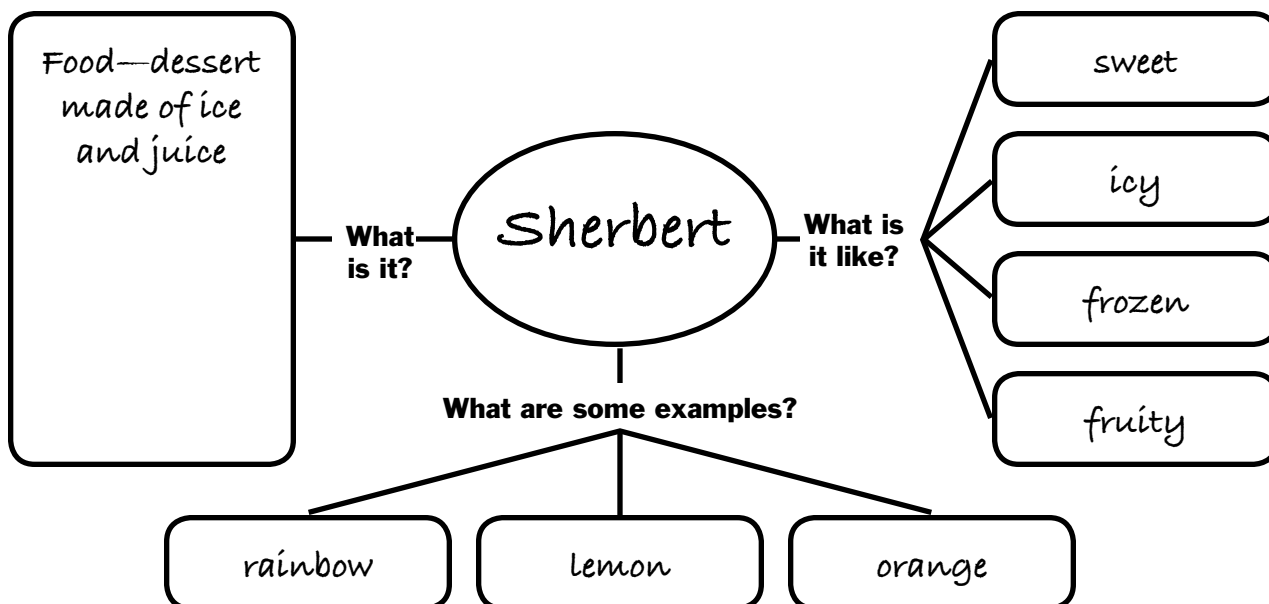 Food—dessert
made of ice
and juice
What
is it?
Sherbert
What is
it like?
sweet
icy
frozen
fruity
What are some examples?
rainbow
lemon
orange